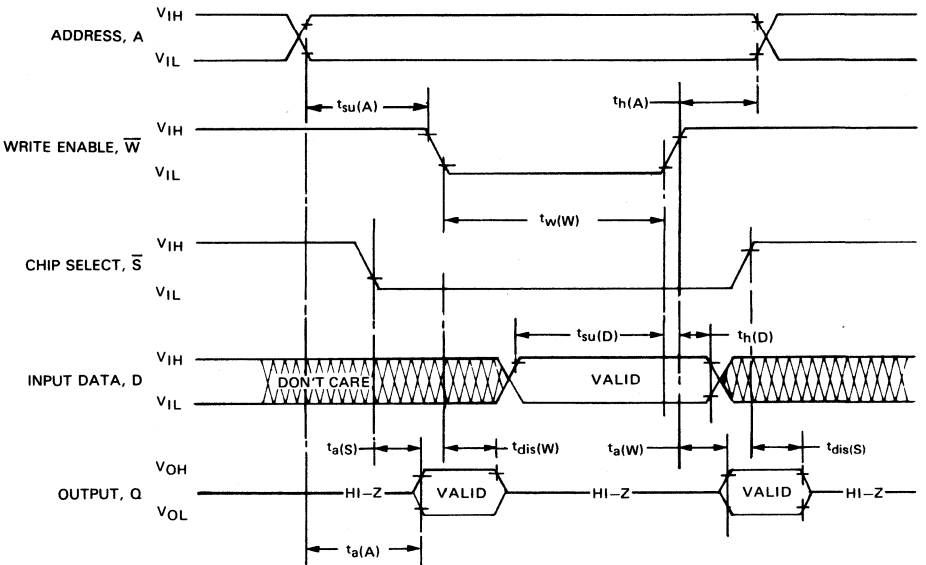 VIH
ADDRESS, A
VIL
tsu(A)
th(A)
VIH
WRITE ENABLE, W̅
VIL
tw(W)
VIH
CHIP SELECT, S̅
VIL
tsu(D)
th(D)
VIH
INPUT DATA, D
DON'T CARE
VALID
VIL
ta(S)
tdis(W)
ta(W)
tdis(S)
VOH
OUTPUT, Q
HI–Z
VALID
HI–Z
VALID
HI–Z
VOL
ta(A)